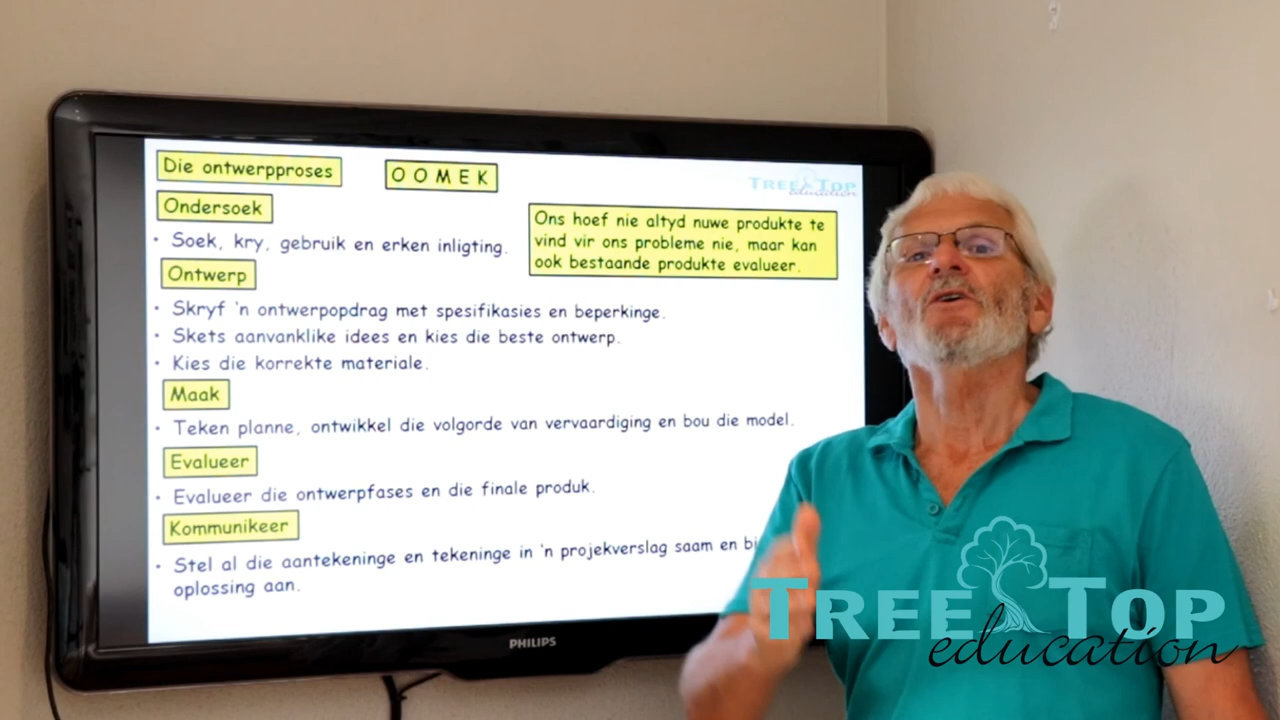 Die ontwerpproses
O O M E K
TREE TOP
education
Ondersoek
• Soek, kry, gebruik en erken inligting.
Ons hoef nie altyd nuwe produkte te
vind vir ons probleme nie, maar kan
ook bestaande produkte evalueer.
Ontwerp
• Skryf 'n ontwerpopdrag met spesifikasies en beperkinge.
• Skets aanvanklike idees en kies die beste ontwerp.
• Kies die korrekte materiale.
Maak
• Teken planne, ontwikkel die volgorde van vervaardiging en bou die model.
Evalueer
• Evalueer die ontwerpfases en die finale produk.
Kommunikeer
• Stel al die aantekeninge en tekeninge in 'n projekverslag saam en
oplossing aan.
PHILIPS
TREE TOP
education